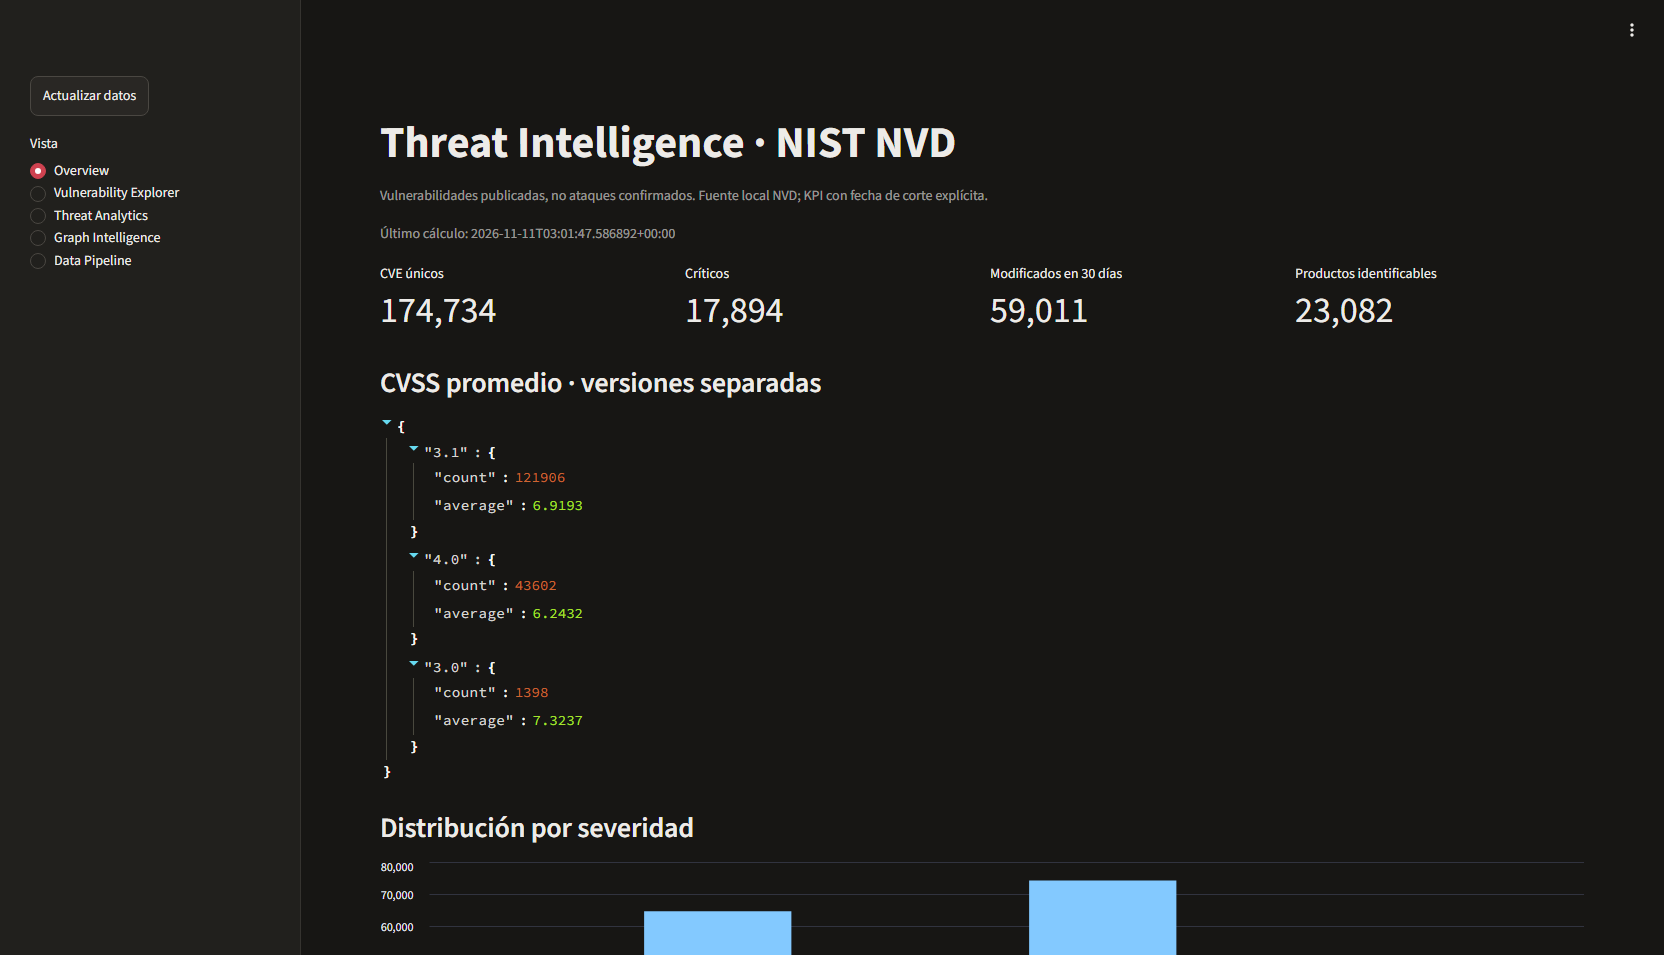 Actualizar datos
Vista
Overview
Vulnerability Explorer
Threat Analytics
Graph Intelligence
Data Pipeline
Threat Intelligence · NIST NVD
Vulnerabilidades publicadas, no ataques confirmados. Fuente local NVD; KPI con fecha de corte explícita.
Último cálculo: 2026-11-11T03:01:47.586892+00:00
CVE únicos
174,734
Críticos
17,894
Modificados en 30 días
59,011
Productos identificables
23,082
CVSS promedio · versiones separadas
{
"3.1" : {
"count" : 121906
"average" : 6.9193
}
"4.0" : {
"count" : 43602
"average" : 6.2432
}
"3.0" : {
"count" : 1398
"average" : 7.3237
}
}
Distribución por severidad
80,000
70,000
60,000